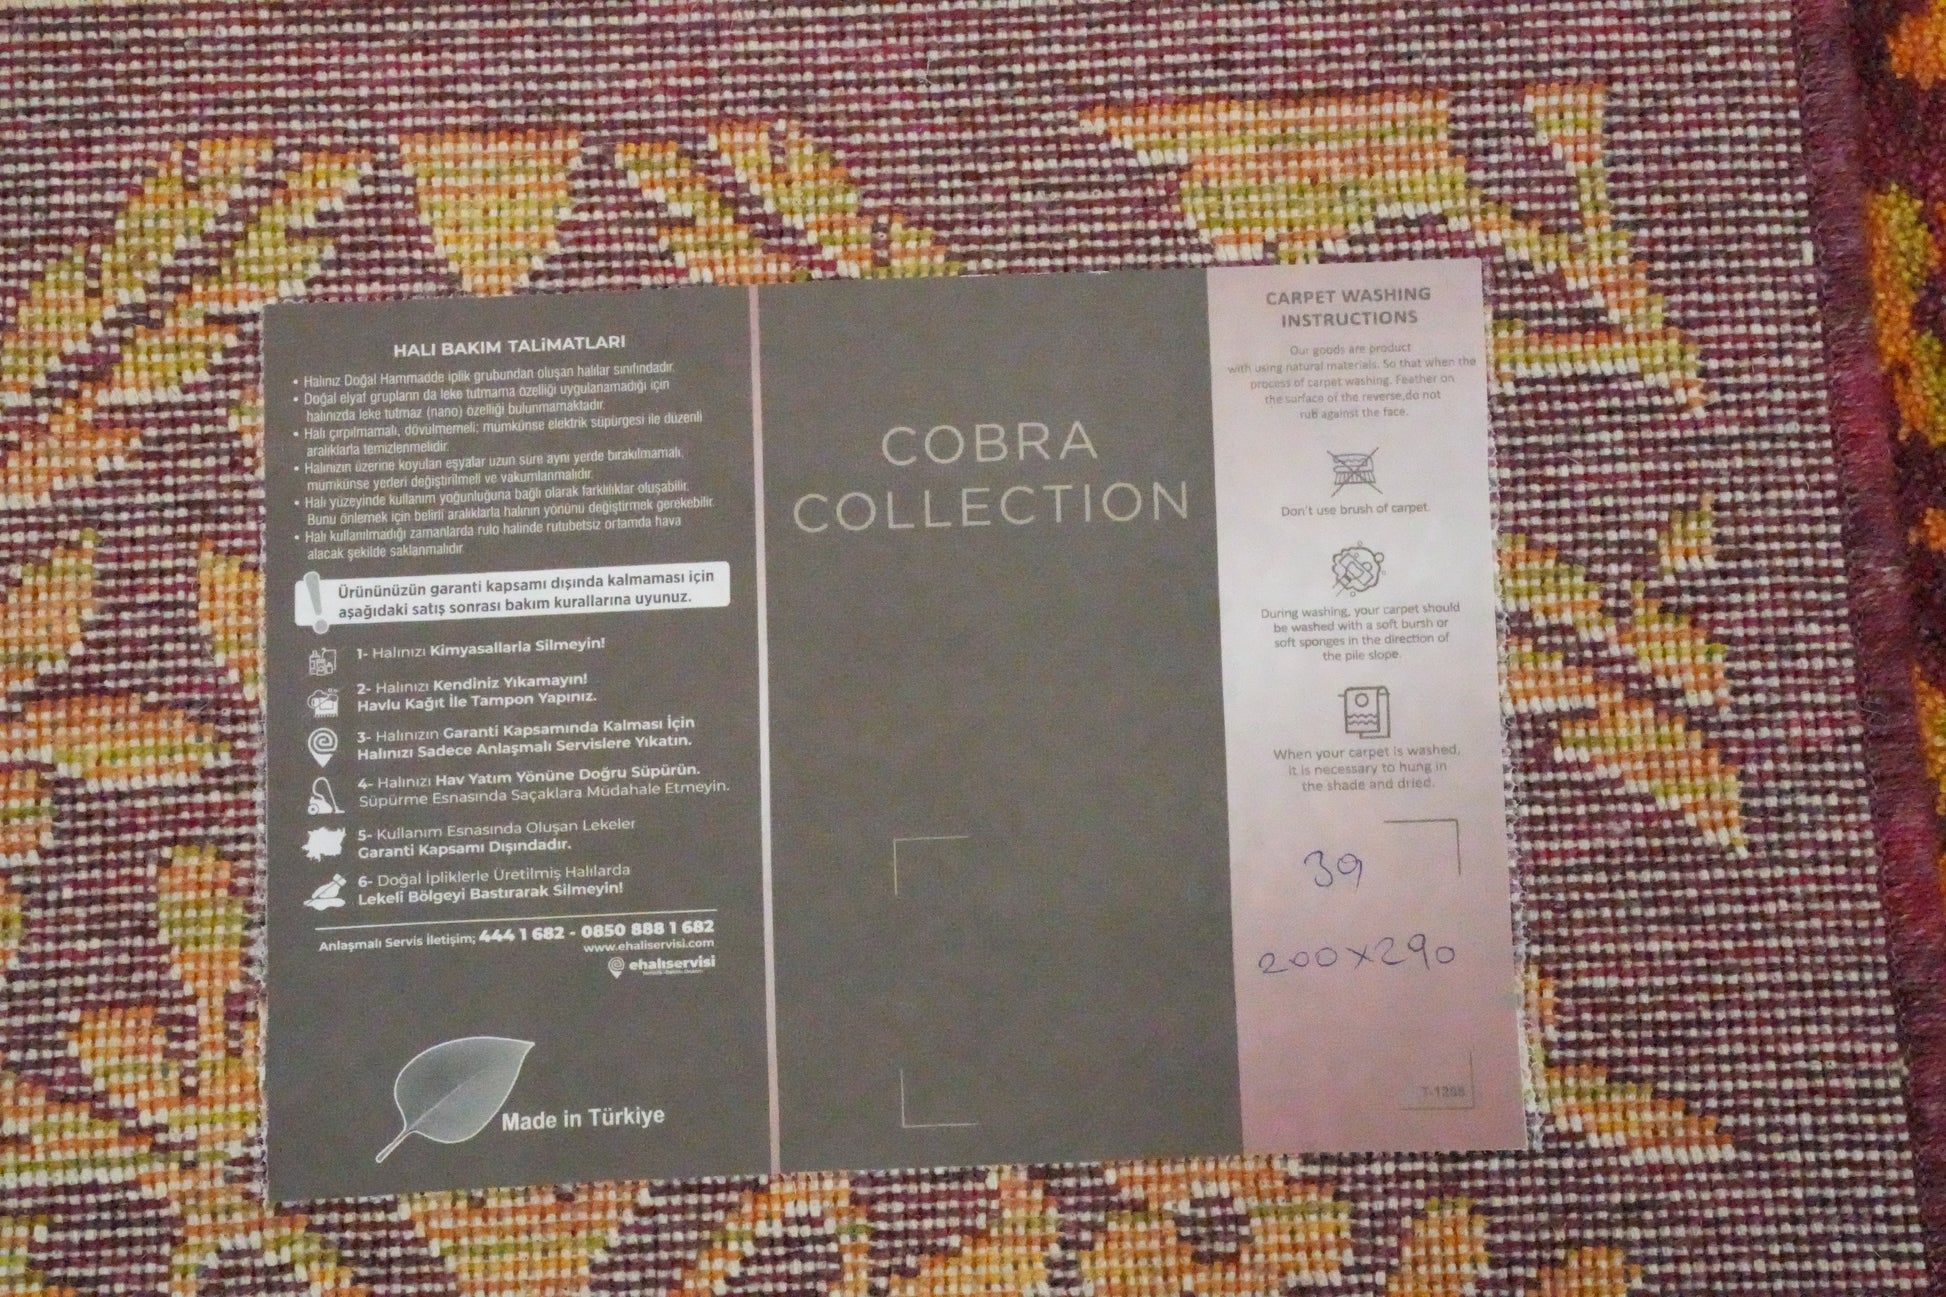 HALI BAKIM TALİMATLARI
• Halınız Doğal Hammadde iplik grubundan oluşan halılar sınıfındadır.
• Doğal elyaf grupların da leke tutmama özelliği uygulanamadığı için
halınızda leke tutmaz (nano) özelliği bulunmamaktadır.
• Halı çırpılmamalı, dövülmemeli; mümkünse elektrik süpürgesi ile düzenli
aralıklarla temizlenmelidir.
• Halınızın üzerine koyulan eşyalar uzun süre aynı yerde bırakılmamalı,
mümkünse yerleri değiştirilmeli ve vakumlanmalıdır.
• Halı yüzeyinde kullanım yoğunluğuna bağlı olarak farklılıklar oluşabilir.
Bunu önlemek için belirli aralıklarla halının yönünü değiştirmek gerekebilir.
• Halı kullanılmadığı zamanlarda rulo halinde rutubetsiz ortamda hava
alacak şekilde saklanmalıdır.
Ürününüzün garanti kapsamı dışında kalmaması için
aşağıdaki satış sonrası bakım kurallarına uyunuz.
1- Halınızı Kimyasallarla Silmeyin!
2- Halınızı Kendiniz Yıkamayın!
Havlu Kağıt İle Tampon Yapınız.
3- Halınızın Garanti Kapsamında Kalması İçin
Halınızı Sadece Anlaşmalı Servislere Yıkatın.
4- Halınızı Hav Yatım Yönüne Doğru Süpürün.
Süpürme Esnasında Saçaklara Müdahale Etmeyin.
5- Kullanım Esnasında Oluşan Lekeler
Garanti Kapsamı Dışındadır.
6- Doğal İpliklerle Üretilmiş Halılarda
Lekeli Bölgeyi Bastırarak Silmeyin!
Anlaşmalı Servis İletişim; 444 1 682 - 0850 888 1 682
www.ehaliservisi.com
ehalıservisi
Made in Türkiye
COBRA
COLLECTION
CARPET WASHING
INSTRUCTIONS
Our goods are product
with using natural materials. So that when the
process of carpet washing. Feather on
the surface of the reverse,do not
rub against the face.
Don't use brush of carpet.
During washing, your carpet should
be washed with a soft bursh or
soft sponges in the direction of
the pile slope.
When your carpet is washed,
it is necessary to hung in
the shade and dried.
39
200x290
T-1268